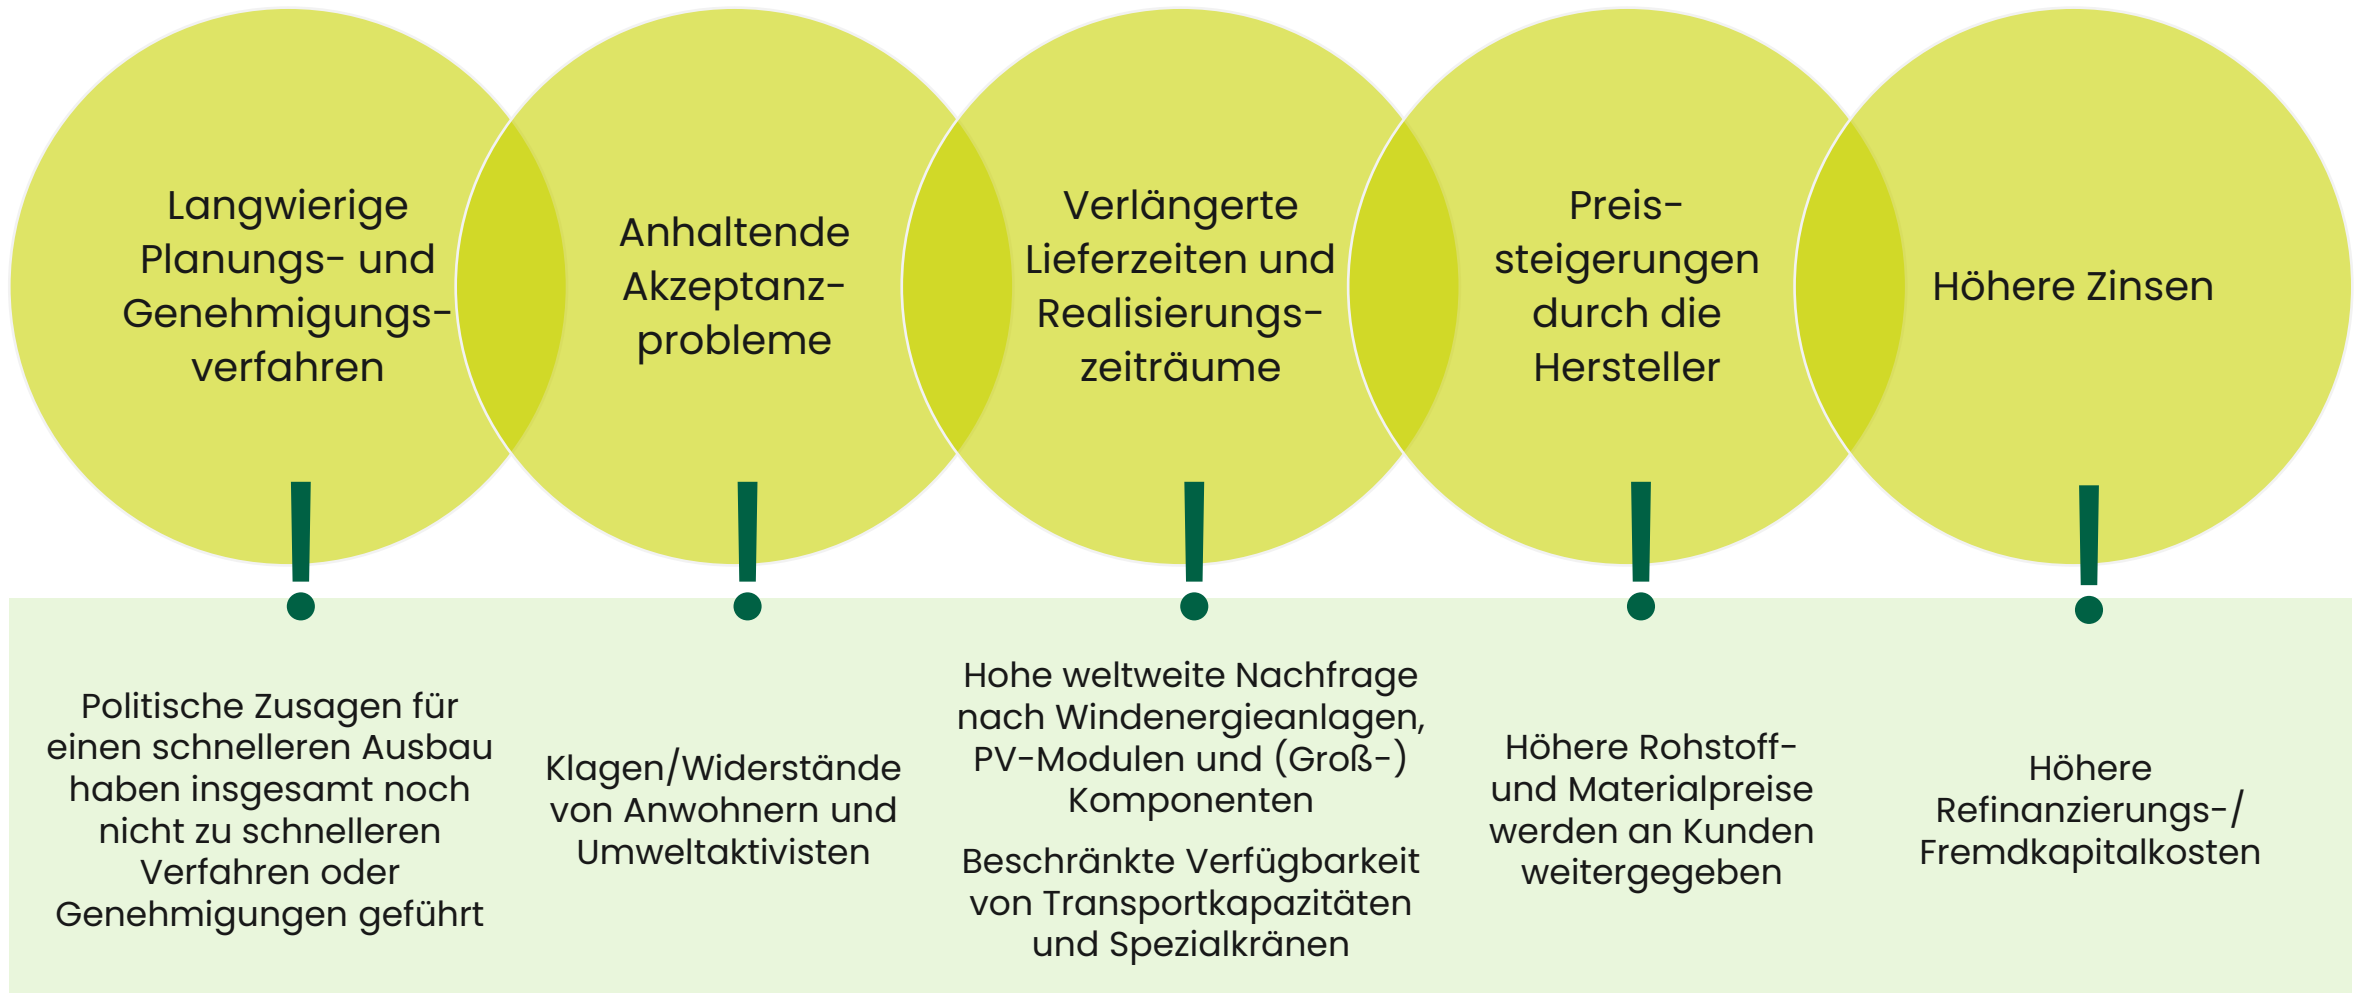 Langwierige
Planungs- und
Genehmigungs-
verfahren
Anhaltende
Akzeptanz-
probleme
Verlängerte
Lieferzeiten und
Realisierungs-
zeiträume
Preis-
steigerungen
durch die
Hersteller
Höhere Zinsen
Politische Zusagen für
einen schnelleren Ausbau
haben insgesamt noch
nicht zu schnelleren
Verfahren oder
Genehmigungen geführt
Klagen/Widerstände
von Anwohnern und
Umweltaktivisten
Hohe weltweite Nachfrage
nach Windenergieanlagen,
PV-Modulen und (Groß-)
Komponenten
Beschränkte Verfügbarkeit
von Transportkapazitäten
und Spezialkränen
Höhere Rohstoff-
und Materialpreise
werden an Kunden
weitergegeben
Höhere
Refinanzierungs-/
Fremdkapitalkosten